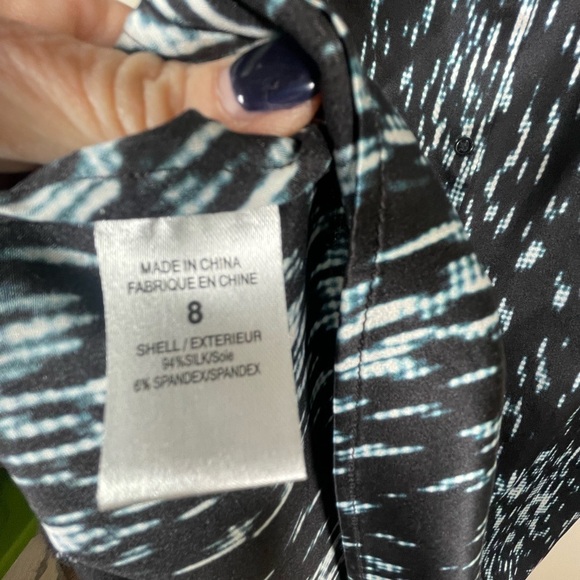 MADE IN CHINA
FABRIQUE EN CHINE
8
SHELL / EXTERIEUR
94%SILK/Soie
6% SPANDEX/SPANDEX